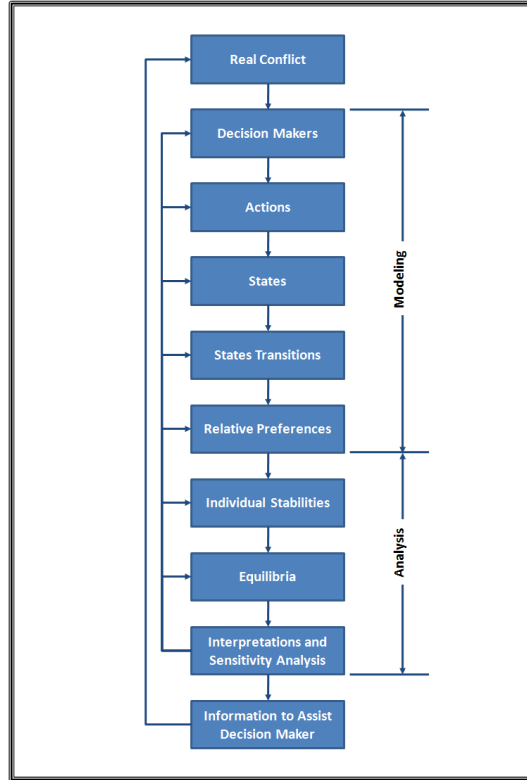 Real Conflict
Decision Makers
Actions
States
States Transitions
Relative Preferences
Individual Stabilities
Equilibria
Interpretations and
Sensitivity Analysis
Information to Assist
Decision Maker
Modeling
Analysis